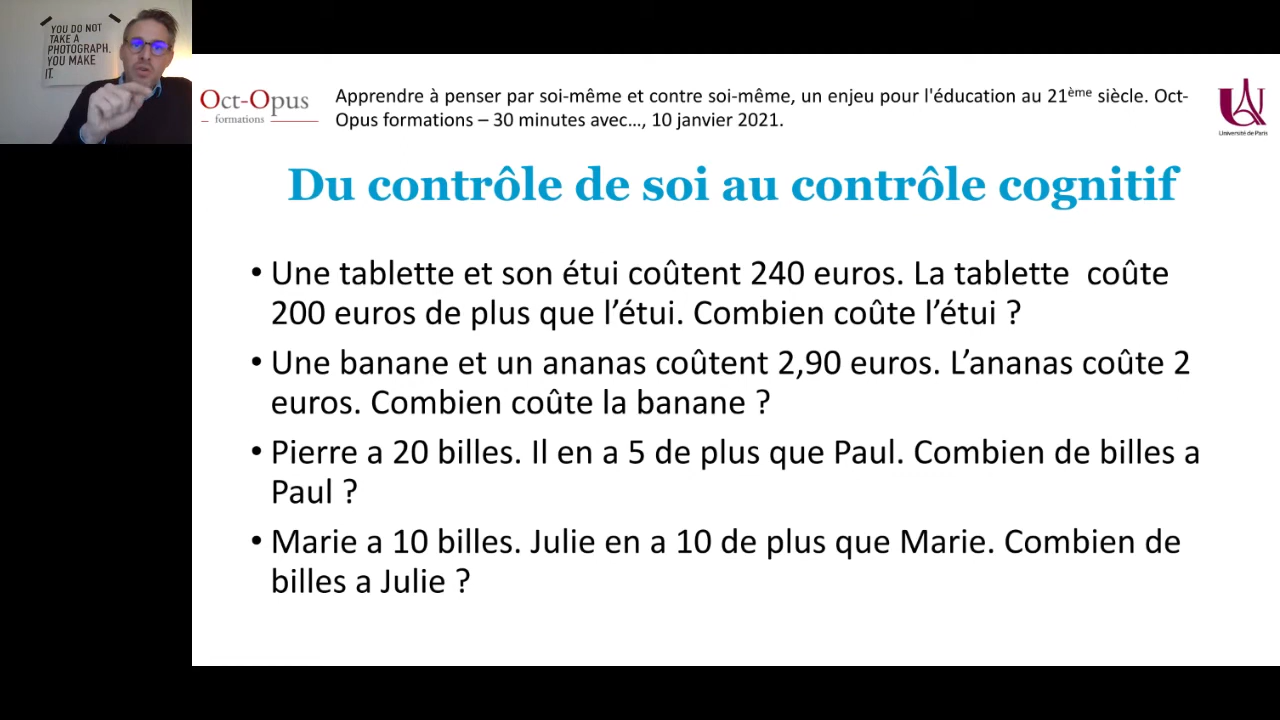 YOU DO NOT
TAKE A
PHOTOGRAPH,
YOU MAKE
IT.
Oct-Opus
formations
Apprendre à penser par soi-même et contre soi-même, un enjeu pour l'éducation au 21ème siècle. Oct-
Opus formations – 30 minutes avec…, 10 janvier 2021.
Université de Paris
Du contrôle de soi au contrôle cognitif
• Une tablette et son étui coûtent 240 euros. La tablette coûte
200 euros de plus que l’étui. Combien coûte l’étui ?
• Une banane et un ananas coûtent 2,90 euros. L’ananas coûte 2
euros. Combien coûte la banane ?
• Pierre a 20 billes. Il en a 5 de plus que Paul. Combien de billes a
Paul ?
• Marie a 10 billes. Julie en a 10 de plus que Marie. Combien de
billes a Julie ?